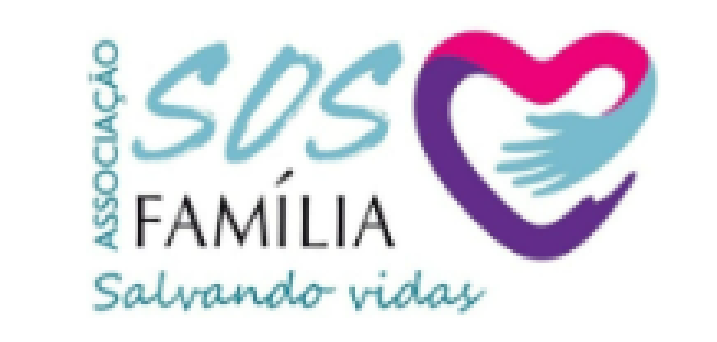 ASSOCIAÇÃO
SOS
FAMÍLIA
Salvando vidas